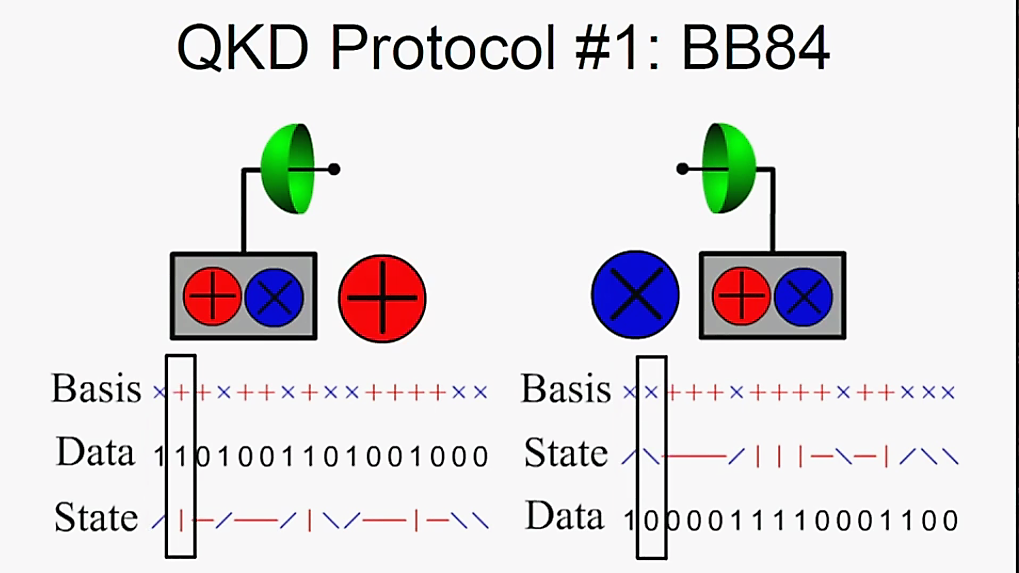 QKD Protocol #1: BB84
Basis ×++×++×+××++++××
Data 1101001101001000
State /|—/——/|\/——|—\\
Basis ××+++×++++×++×××
State /\———/|||—\—|/\\
Data 1000011110001100